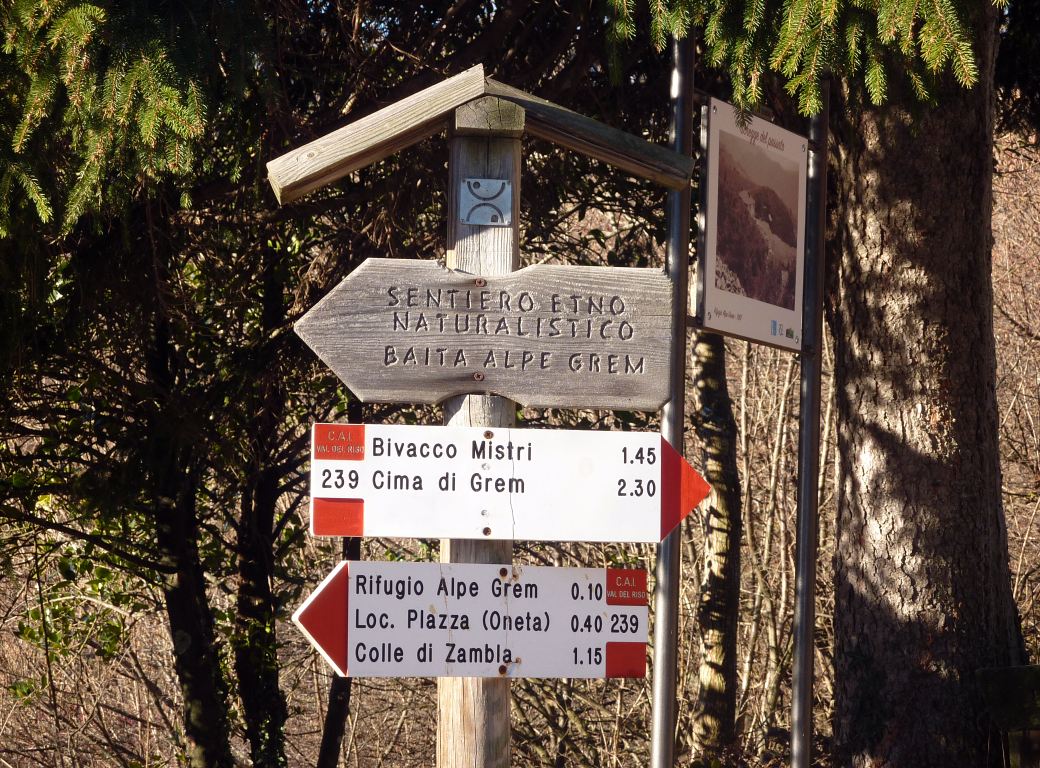 del passato
SENTIERO ETNO
NATURALISTICO
BAITA ALPE GREM
C.A.I.
VAL DEL RISO
239
Bivacco Mistri 1.45
Cima di Grem 2.30
Rifugio Alpe Grem 0.10
Loc. Plazza (Oneta) 0.40
Colle di Zambla 1.15
C.A.I.
VAL DEL RISO
239